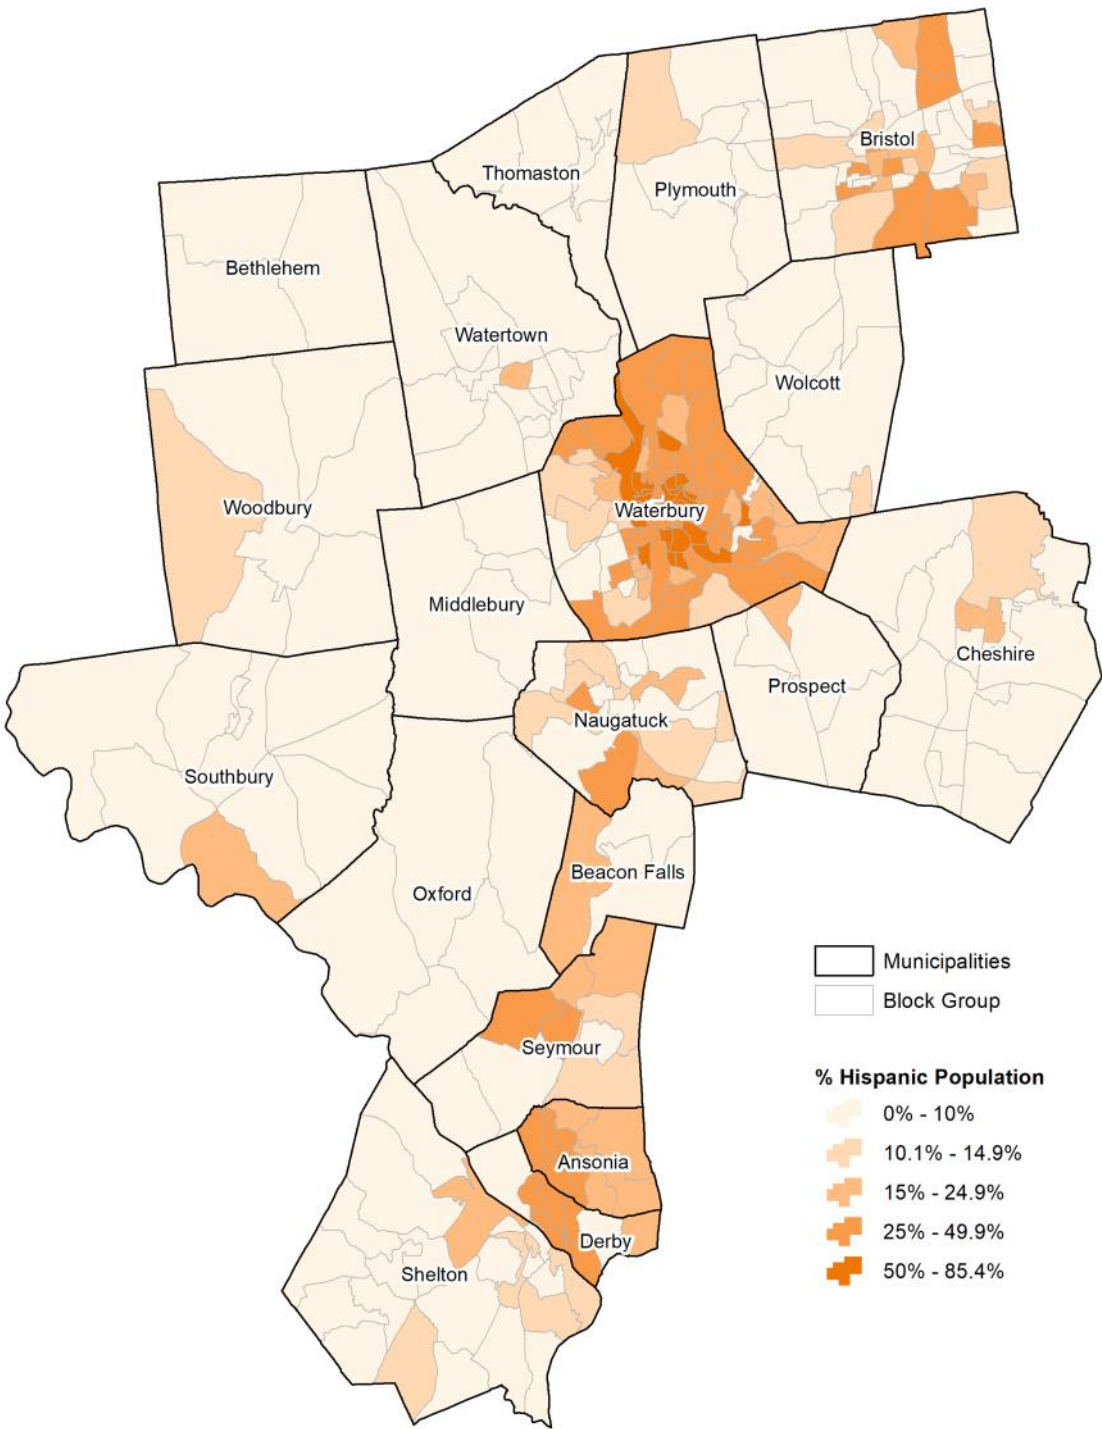 Bristol
Thomaston
Plymouth
Bethlehem
Watertown
Wolcott
Woodbury
Waterbury
Middlebury
Cheshire
Prospect
Naugatuck
Southbury
Beacon Falls
Oxford
Municipalities
Block Group
Seymour
% Hispanic Population
0% - 10%
10.1% - 14.9%
Ansonia
15% - 24.9%
25% - 49.9%
Derby
Shelton
50% - 85.4%